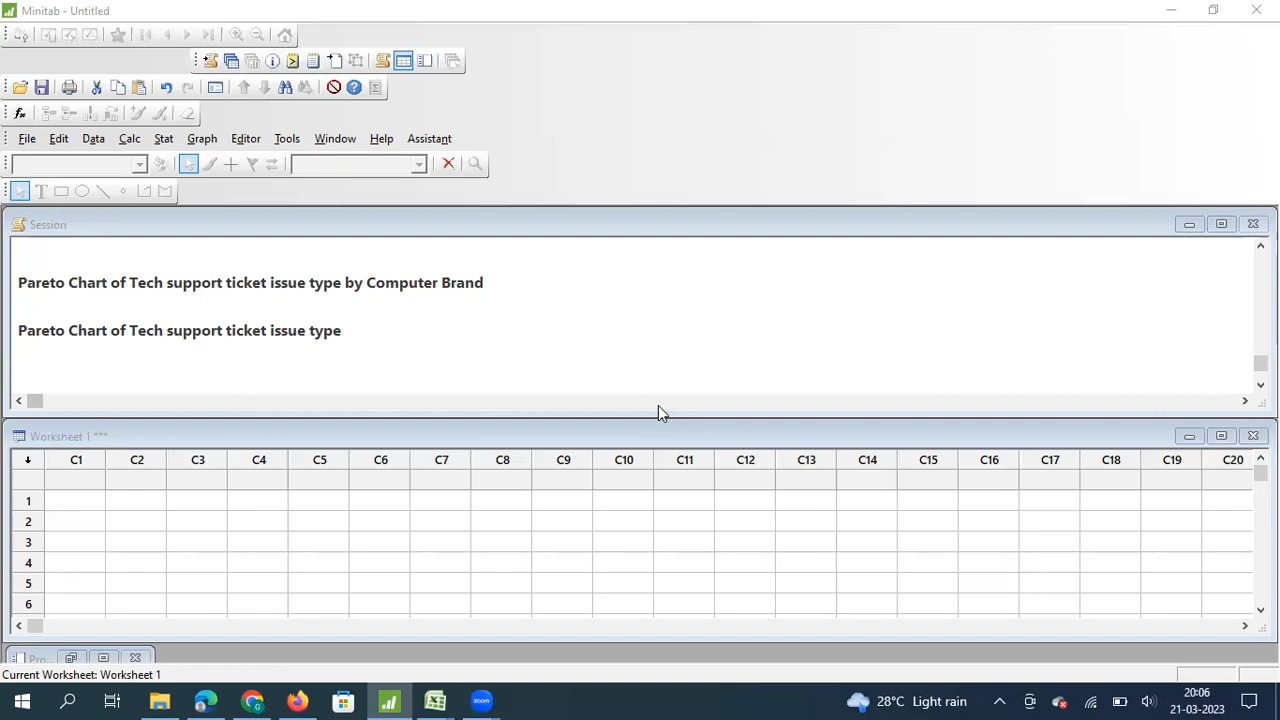 Minitab - Untitled
File Edit Data Calc Stat Graph Editor Tools Window Help Assistant
Session
Pareto Chart of Tech support ticket issue type by Computer Brand
Pareto Chart of Tech support ticket issue type
Worksheet 1 ***
C1 C2 C3 C4 C5 C6 C7 C8 C9 C10 C11 C12 C13 C14 C15 C16 C17 C18 C19 C20
1
2
3
4
5
6
Pro...
Current Worksheet: Worksheet 1
zoom
28°C Light rain
20:06
21-03-2023